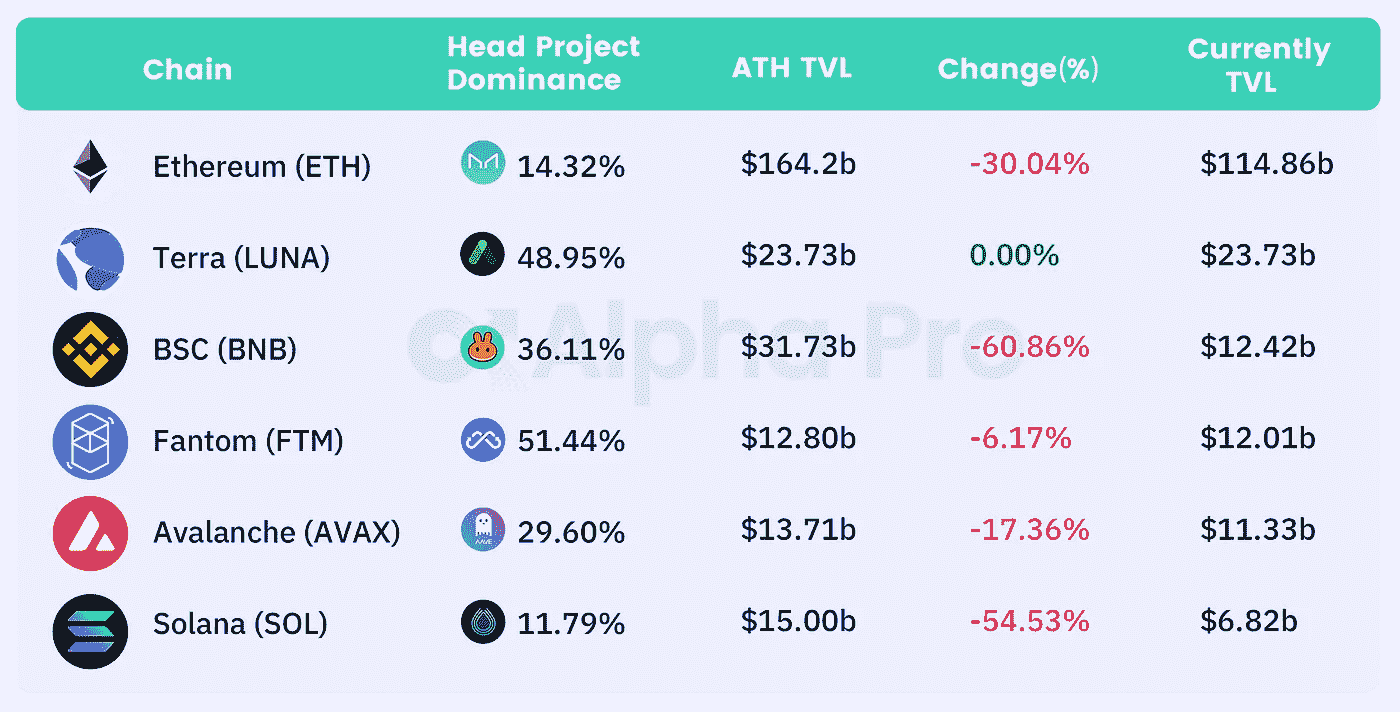 Chain Head Project Dominance ATH TVL Change(%) Currently TVL
Ethereum (ETH) 14.32% $164.2b -30.04% $114.86b
Terra (LUNA) 48.95% $23.73b 0.00% $23.73b
Alpha Pro
BSC (BNB) 36.11% $31.73b -60.86% $12.42b
Fantom (FTM) 51.44% $12.80b -6.17% $12.01b
Avalanche (AVAX) AAVE 29.60% $13.71b -17.36% $11.33b
Solana (SOL) 11.79% $15.00b -54.53% $6.82b